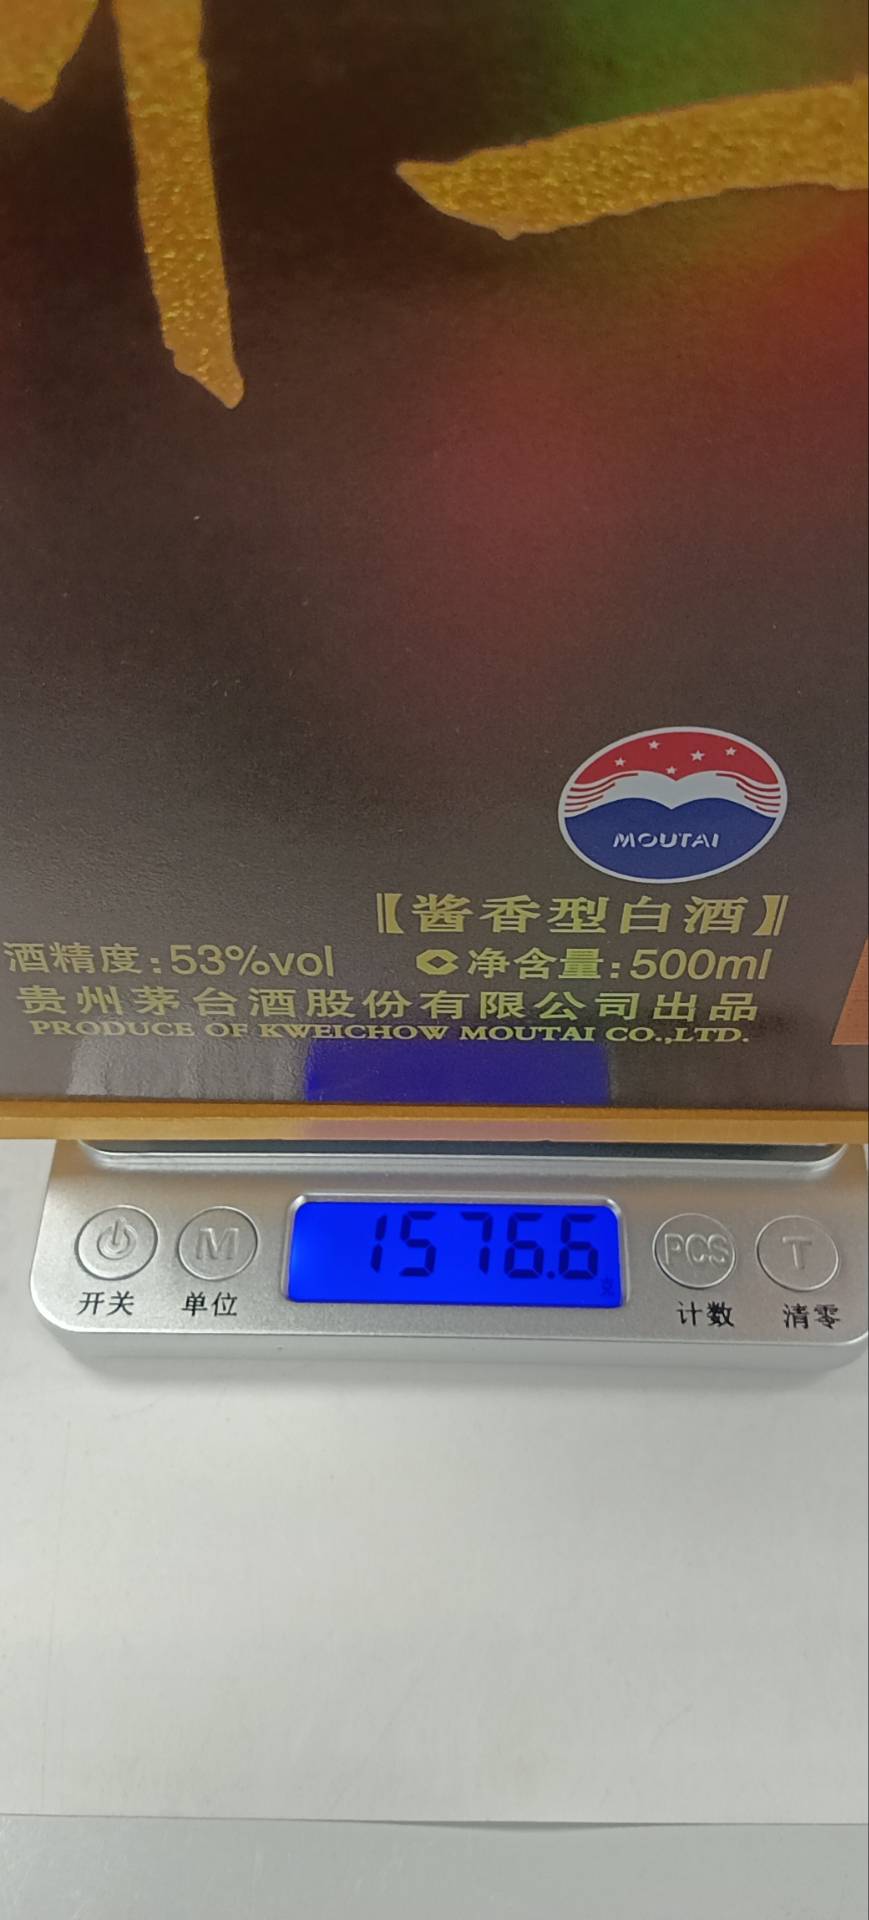 MOUTAI
【酱香型白酒】
酒精度:53%vol 净含量:500ml
贵州茅台酒股份有限公司出品
PRODUCE OF KWEICHOW MOUTAI CO.,LTD.
1576.6
M PCS T
开关 单位 计数 清零